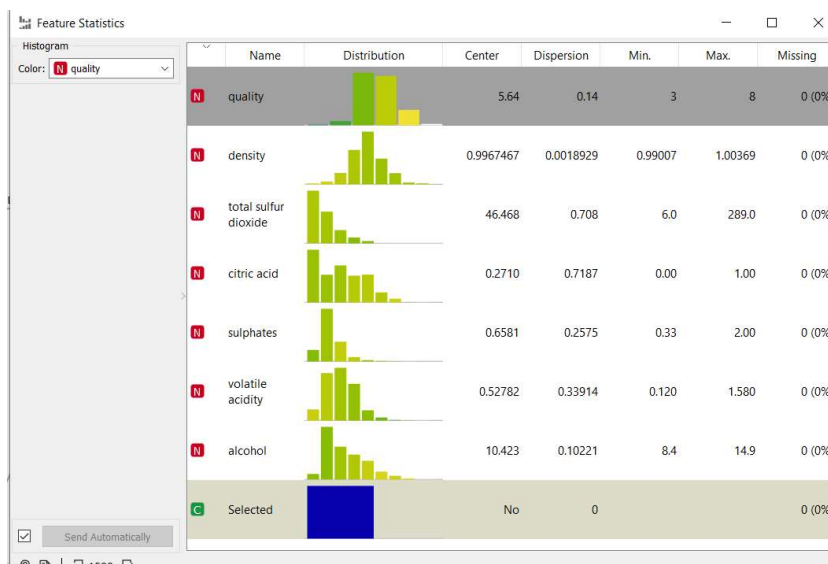 Feature Statistics
Histogram
Color: N quality
Name Distribution Center Dispersion Min. Max. Missing
N quality 5.64 0.14 3 8 0 (0%
N density 0.9967467 0.0018929 0.99007 1.00369 0 (0%
N total sulfur
dioxide 46.468 0.708 6.0 289.0 0 (0%
N citric acid 0.2710 0.7187 0.00 1.00 0 (0%
N sulphates 0.6581 0.2575 0.33 2.00 0 (0%
N volatile
acidity 0.52782 0.33914 0.120 1.580 0 (0%
N alcohol 10.423 0.10221 8.4 14.9 0 (0%
C Selected No 0 0 (0%
Send Automatically